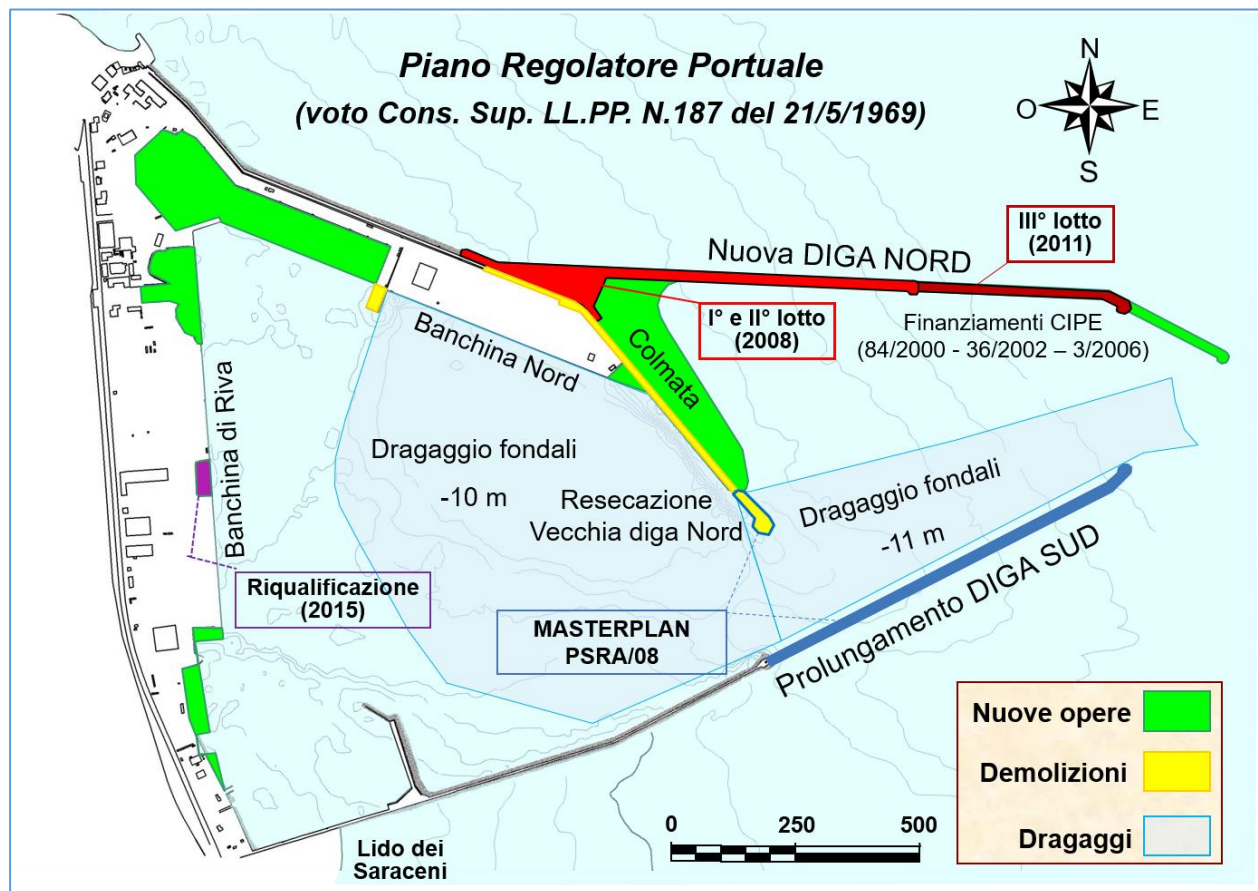 Piano Regolatore Portuale
(voto Cons. Sup. LL.PP. N.187 del 21/5/1969)
N
O
E
S
III° lotto
(2011)
Nuova DIGA NORD
I° e II° lotto
(2008)
Finanziamenti CIPE
(84/2000 - 36/2002 – 3/2006)
Banchina Nord
Colmata
Banchina di Riva
Dragaggio fondali
-10 m
Resecazione
Vecchia diga Nord
Dragaggio fondali
-11 m
Riqualificazione
(2015)
MASTERPLAN
PSRA/08
Prolungamento DIGA SUD
Nuove opere
Demolizioni
Dragaggi
0 250 500
Lido dei
Saraceni